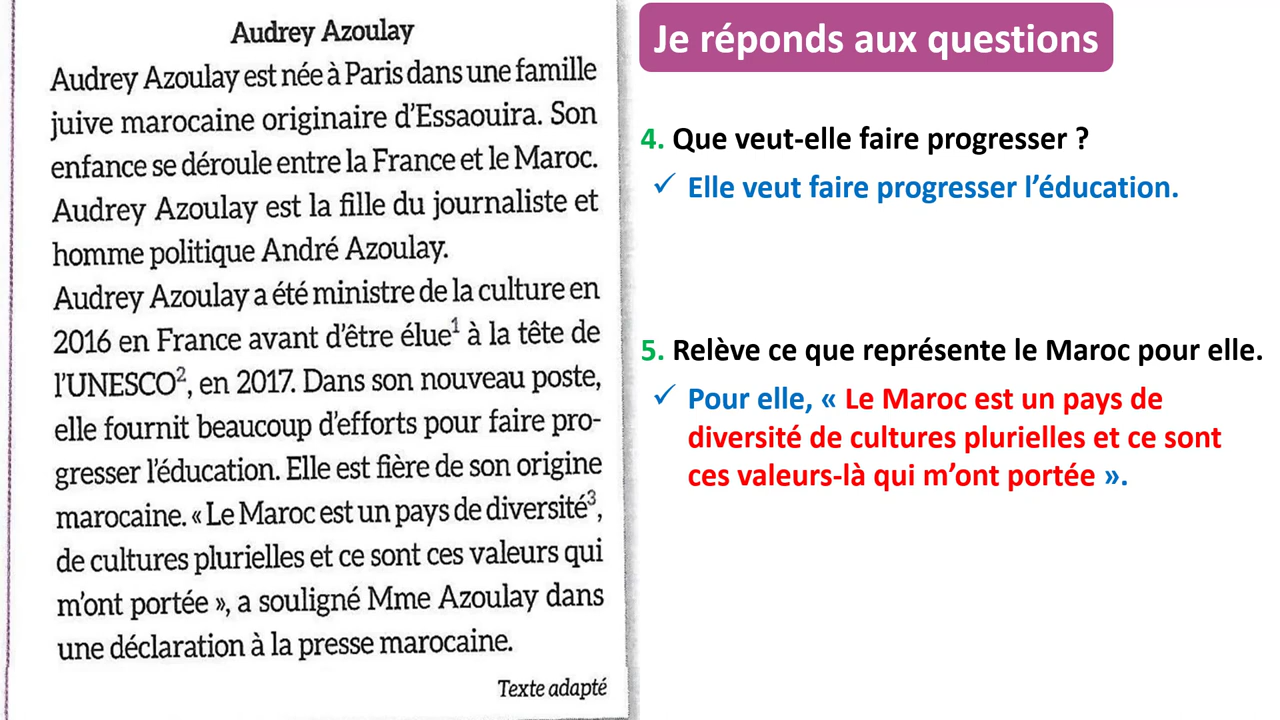 Audrey Azoulay
Audrey Azoulay est née à Paris dans une famille
juive marocaine originaire d’Essaouira. Son
enfance se déroule entre la France et le Maroc.
Audrey Azoulay est la fille du journaliste et
homme politique André Azoulay.
Audrey Azoulay a été ministre de la culture en
2016 en France avant d’être élue¹ à la tête de
l’UNESCO², en 2017. Dans son nouveau poste,
elle fournit beaucoup d’efforts pour faire pro-
gresser l’éducation. Elle est fière de son origine
marocaine. « Le Maroc est un pays de diversité³,
de cultures plurielles et ce sont ces valeurs qui
m’ont portée », a souligné Mme Azoulay dans
une déclaration à la presse marocaine.
Texte adapté
Je réponds aux questions
4. Que veut-elle faire progresser ?
✓ Elle veut faire progresser l’éducation.
5. Relève ce que représente le Maroc pour elle.
✓ Pour elle, « Le Maroc est un pays de
diversité de cultures plurielles et ce sont
ces valeurs-là qui m’ont portée ».